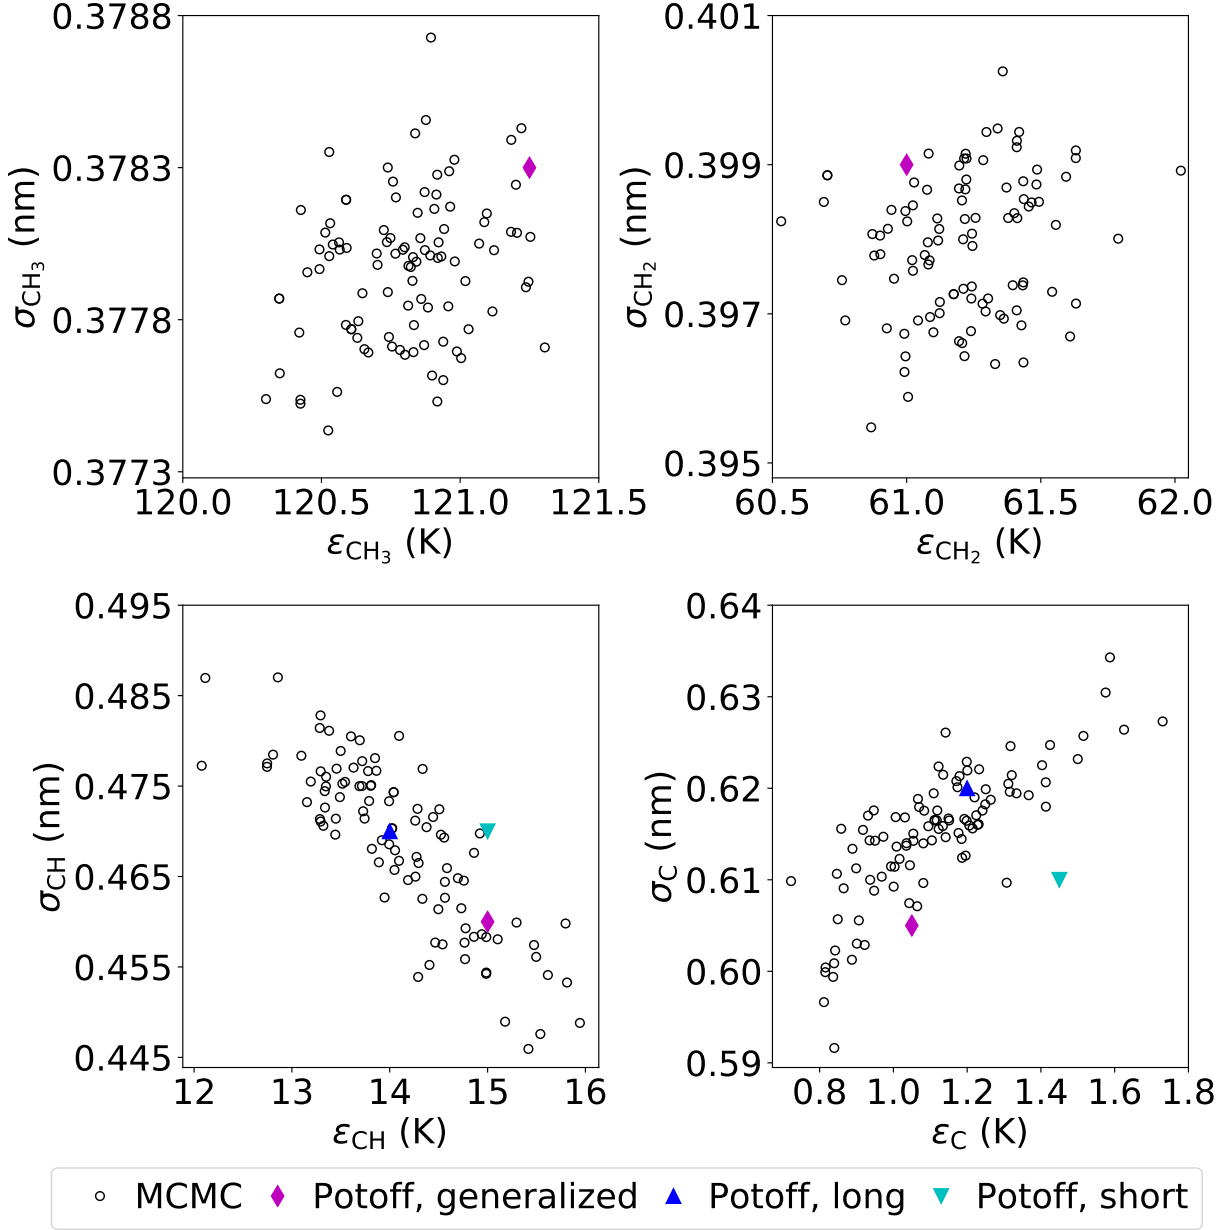 0.3788
0.3783
0.3778
0.3773
σCH₃ (nm)
120.0 120.5 121.0 121.5
εCH₃ (K)
0.401
0.399
0.397
0.395
σCH₂ (nm)
60.5 61.0 61.5 62.0
εCH₂ (K)
0.495
0.485
0.475
0.465
0.455
0.445
σCH (nm)
12 13 14 15 16
εCH (K)
0.64
0.63
0.62
0.61
0.60
0.59
σC (nm)
0.8 1.0 1.2 1.4 1.6 1.8
εC (K)
MCMC Potoff, generalized Potoff, long Potoff, short